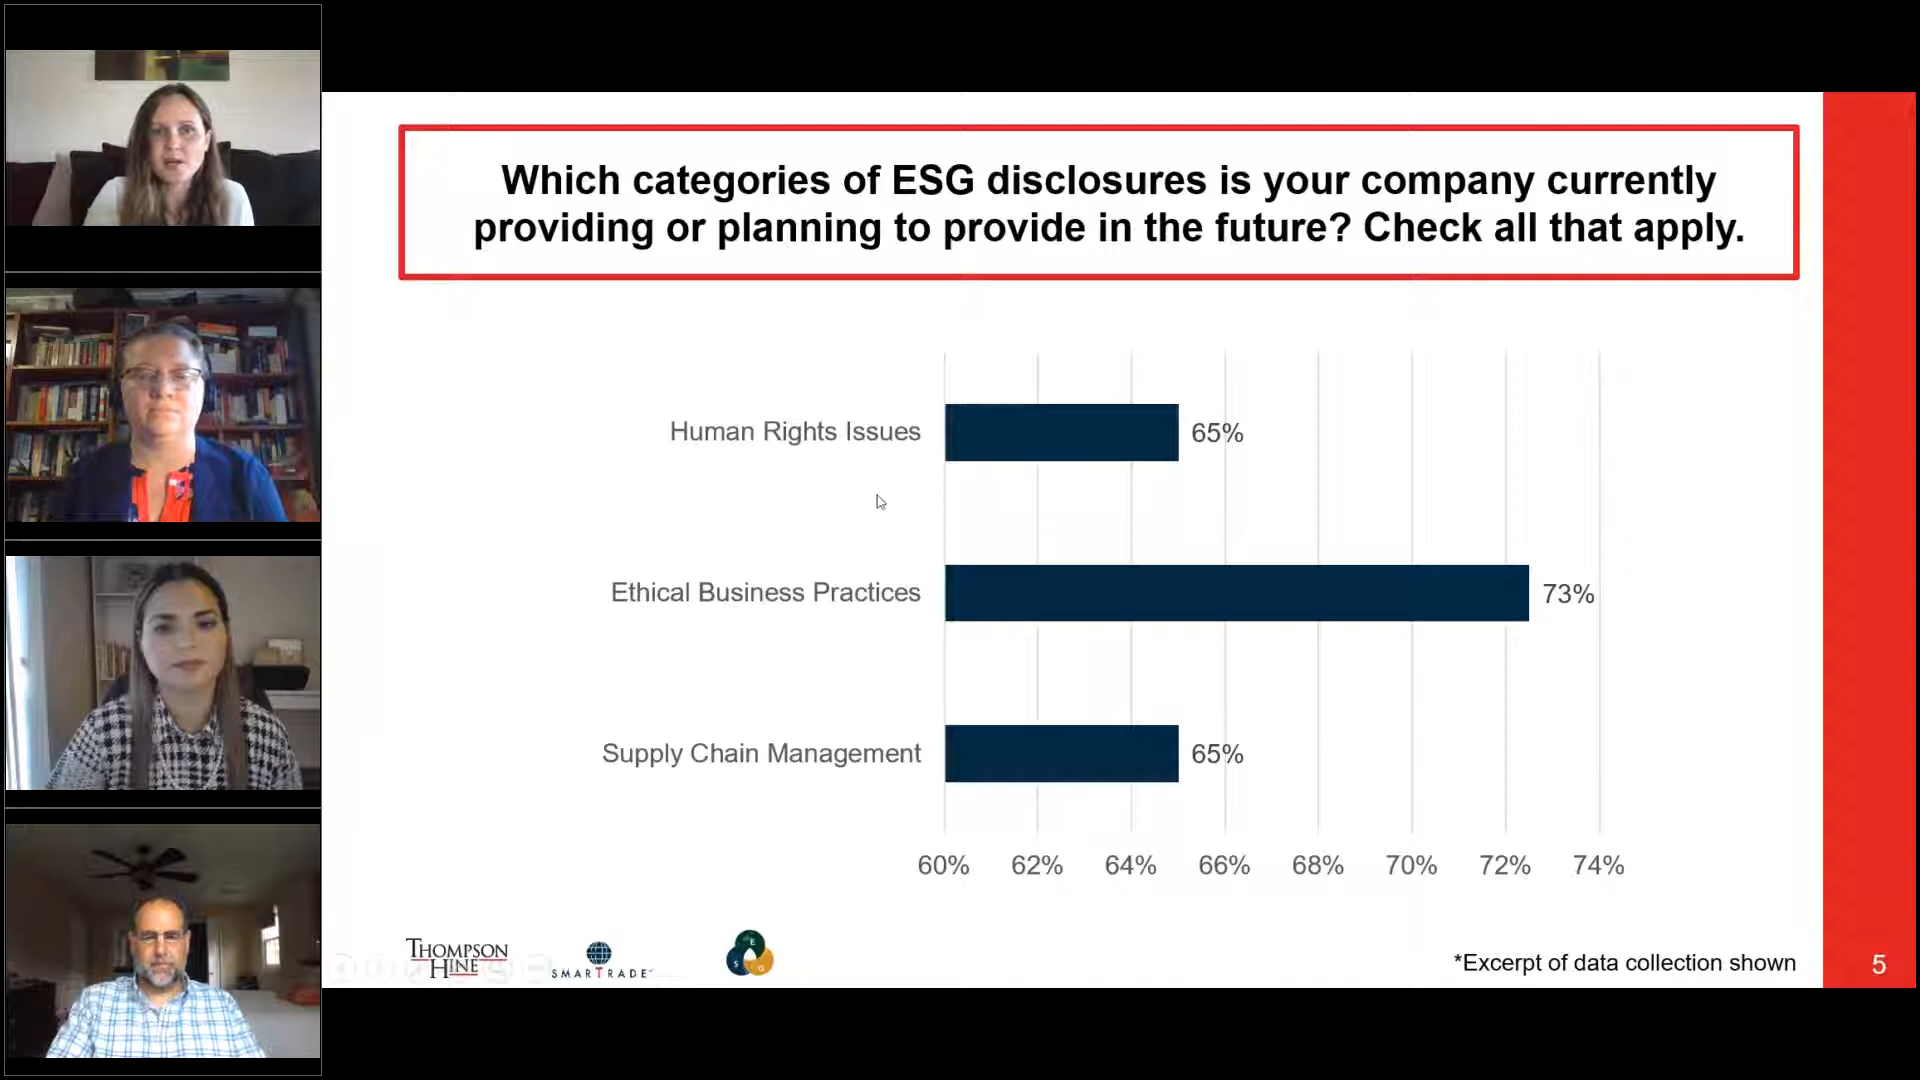 Which categories of ESG disclosures is your company currently
providing or planning to provide in the future? Check all that apply.
Human Rights Issues
65%
Ethical Business Practices
73%
Supply Chain Management
65%
60% 62% 64% 66% 68% 70% 72% 74%
THOMPSON
HINE
SMARTRADE
E
S
G
*Excerpt of data collection shown
5